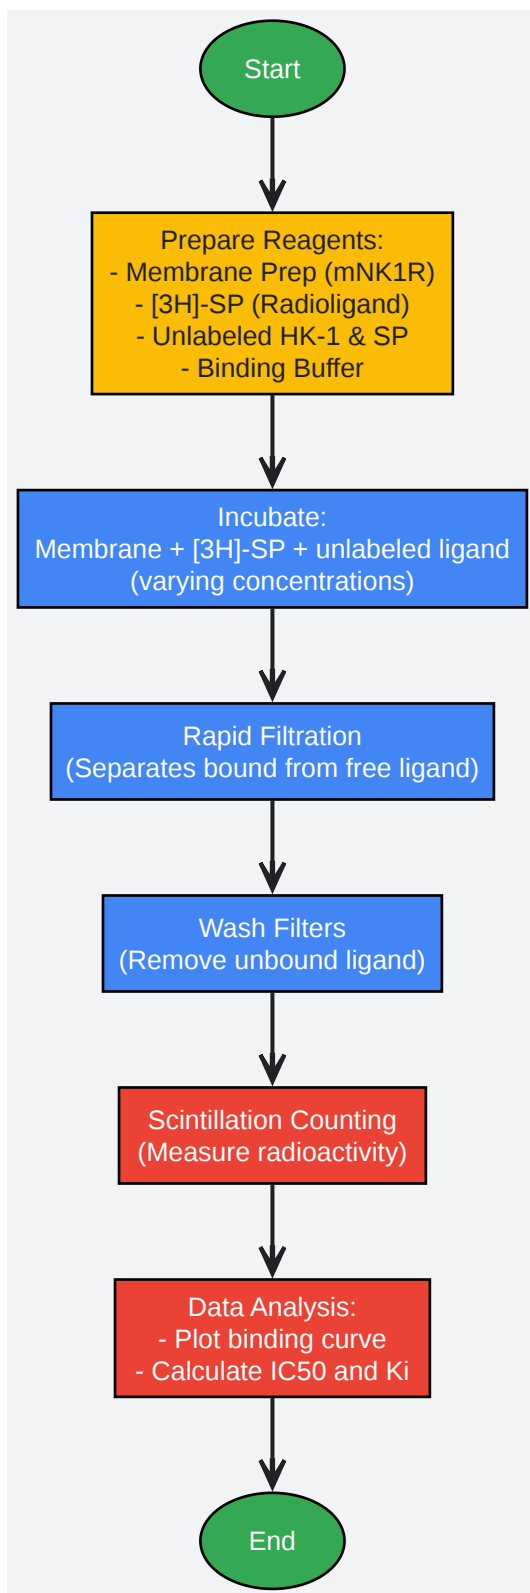 Start
Prepare Reagents:
- Membrane Prep (mNK1R)
- [3H]-SP (Radioligand)
- Unlabeled HK-1 & SP
- Binding Buffer
Incubate:
Membrane + [3H]-SP + unlabeled ligand
(varying concentrations)
Rapid Filtration
(Separates bound from free ligand)
Wash Filters
(Remove unbound ligand)
Scintillation Counting
(Measure radioactivity)
Data Analysis:
- Plot binding curve
- Calculate IC50 and Ki
End